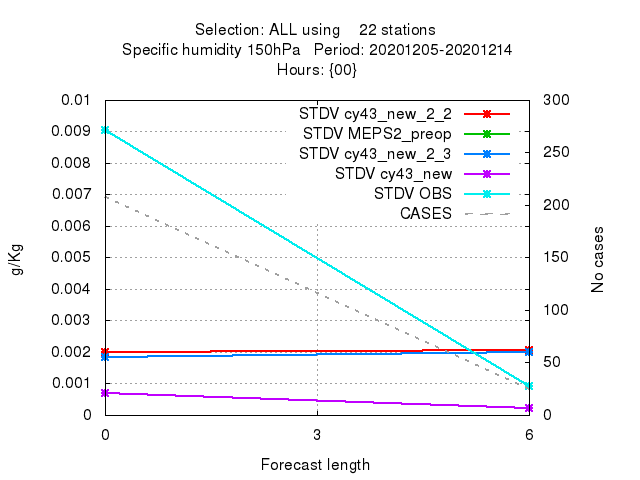 Selection: ALL using 22 stations
Specific humidity 150hPa Period: 20201205-20201214
Hours: {00}
0.01
0.009
0.008
0.007
0.006
0.005
0.004
0.003
0.002
0.001
0
g/Kg
STDV cy43_new_2_2
STDV MEPS2_preop
STDV cy43_new_2_3
STDV cy43_new
STDV OBS
CASES
300
250
200
150
100
50
0
No cases
0 3 6
Forecast length